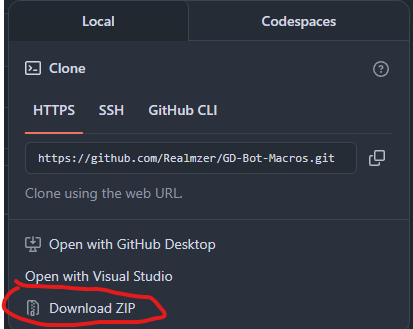 Local
Codespaces
Clone
HTTPS
SSH
GitHub CLI
https://github.com/Realmzer/GD-Bot-Macros.git
Clone using the web URL.
Open with GitHub Desktop
Open with Visual Studio
Download ZIP